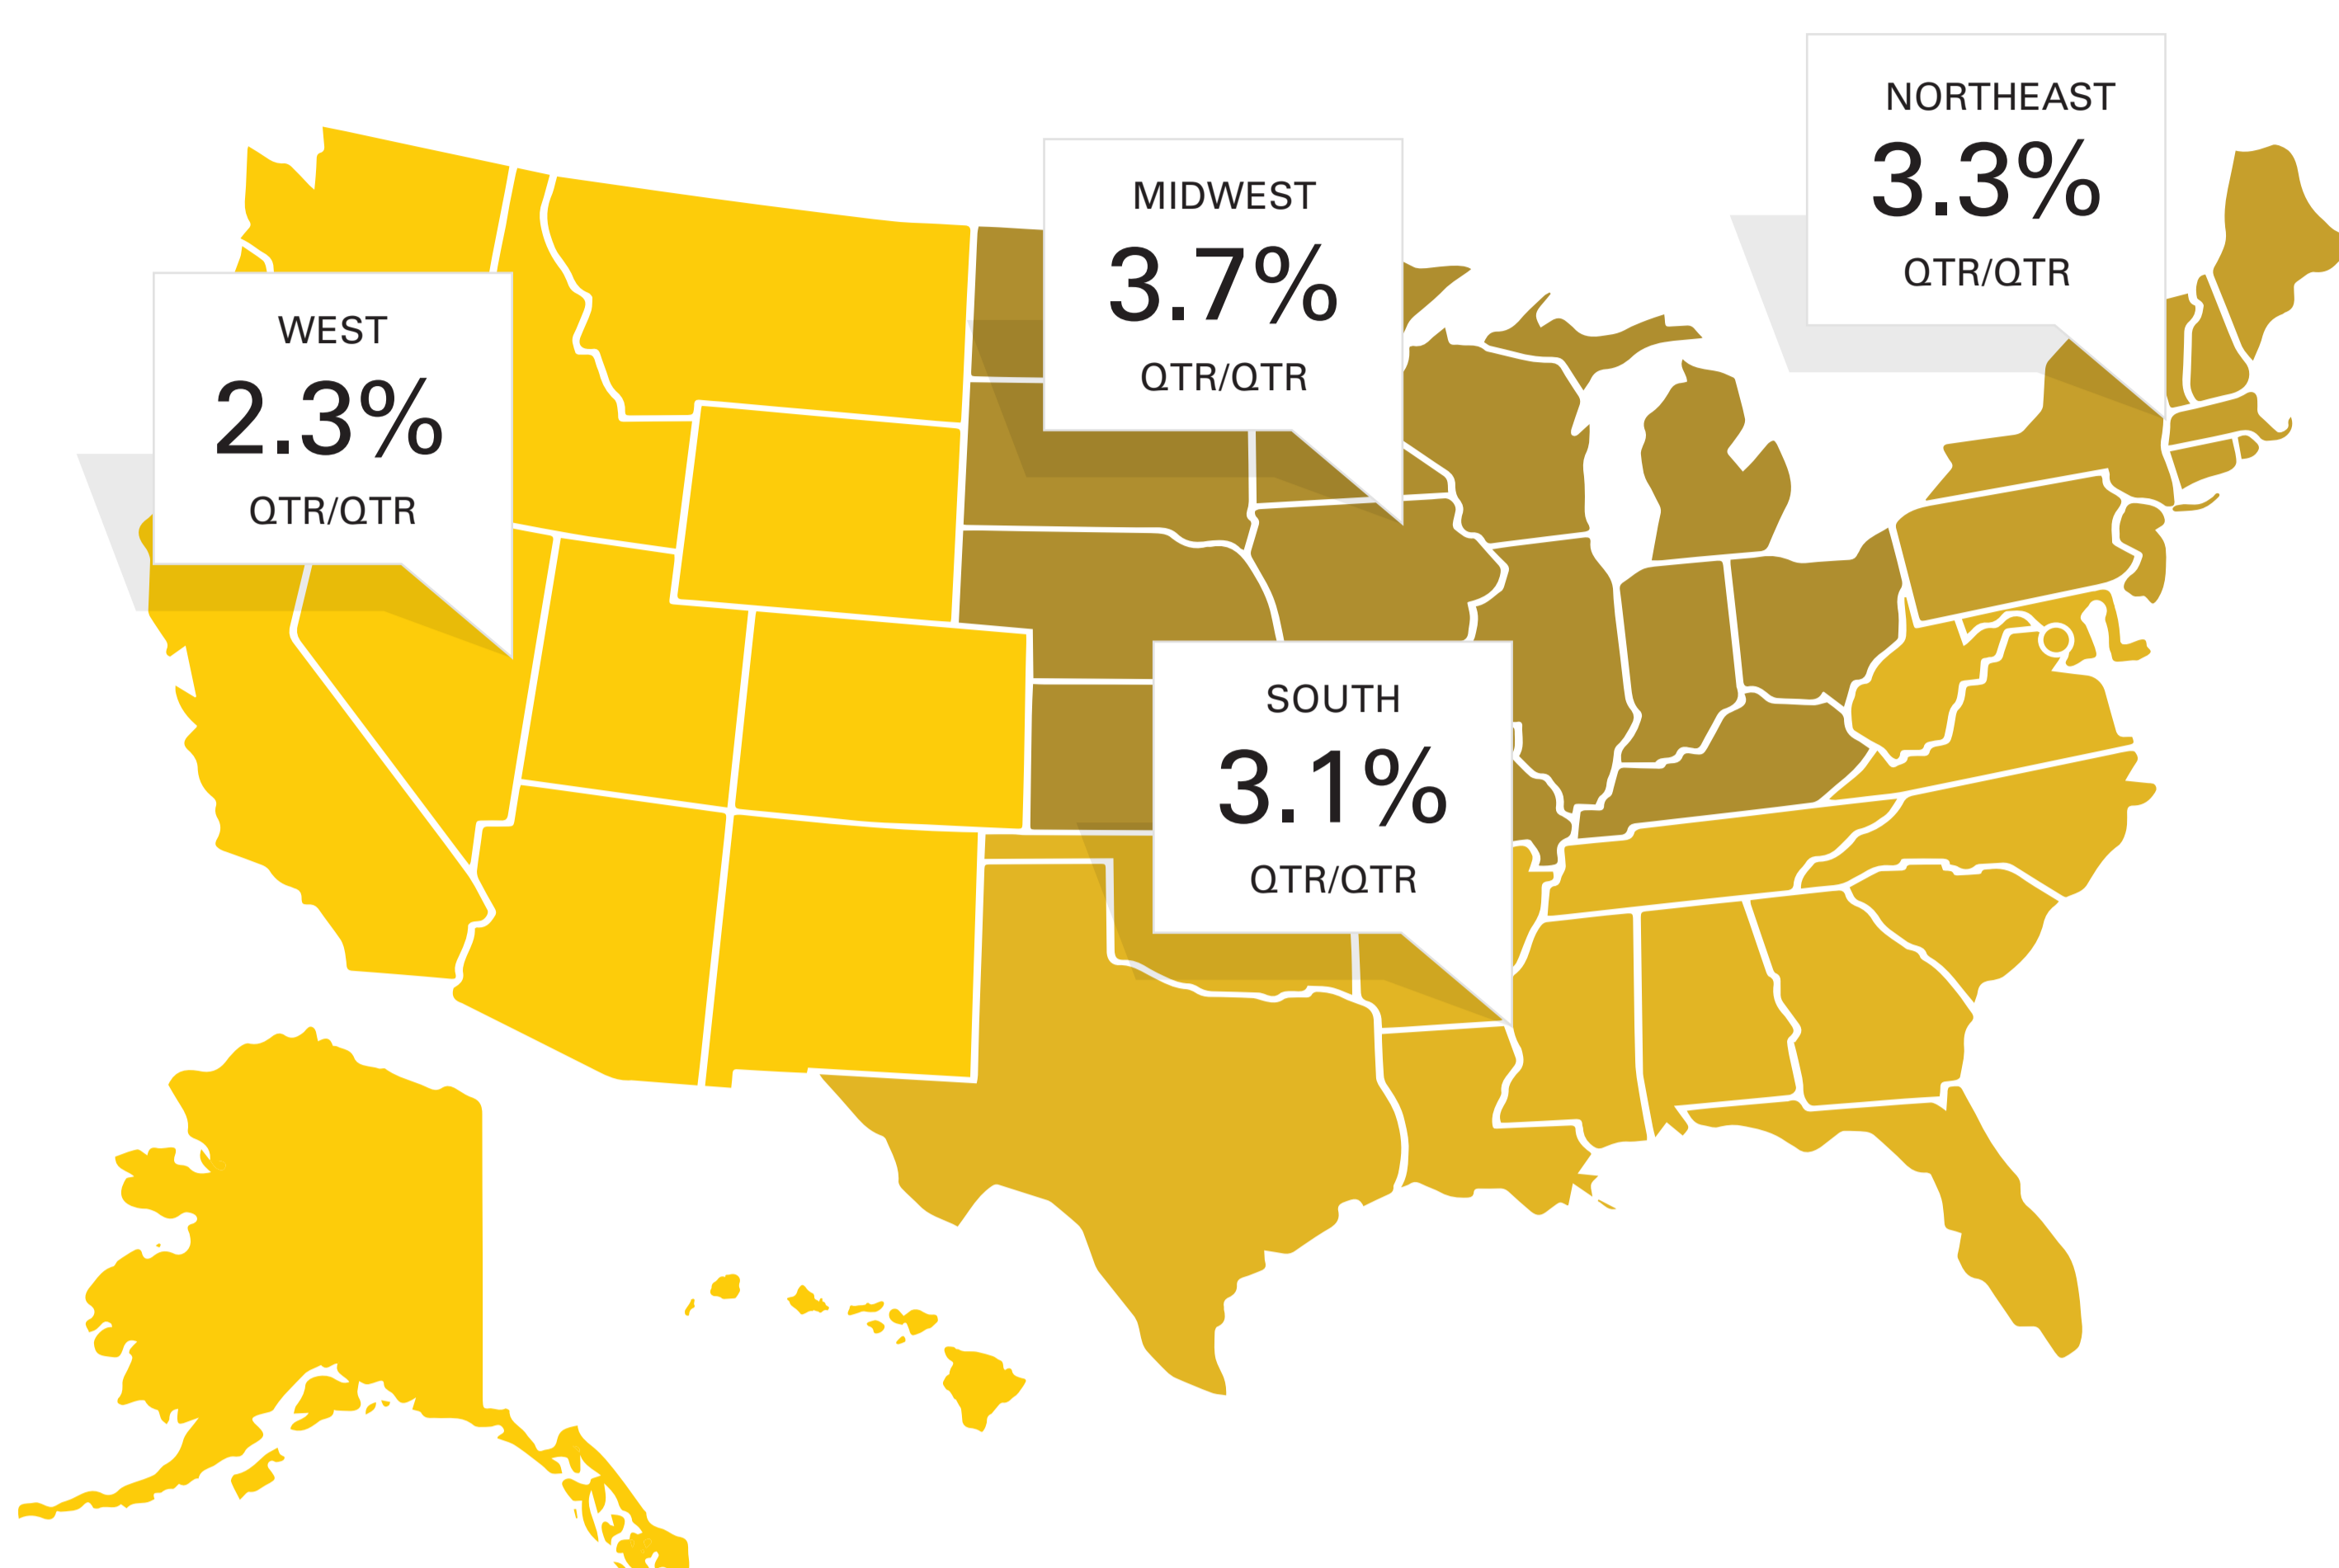 NORTHEAST
3.3%
QTR/QTR
MIDWEST
3.7%
QTR/QTR
WEST
2.3%
QTR/QTR
SOUTH
3.1%
QTR/QTR